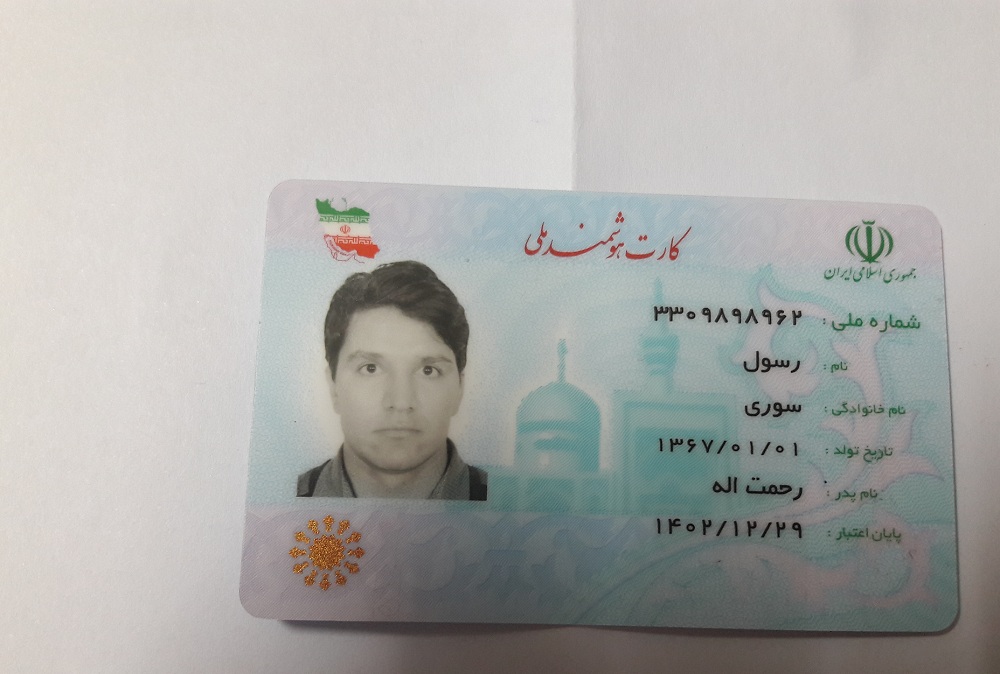 کارت هوشمند ملی
جمهوری اسلامی ایران
شماره ملی : ۳۳۰۹۸۹۸۹۶۲
نام : رسول
نام خانوادگی : سوری
تاریخ تولد : ۱۳۶۷/۰۱/۰۱
نام پدر : رحمت اله
پایان اعتبار : ۱۴۰۲/۱۲/۲۹